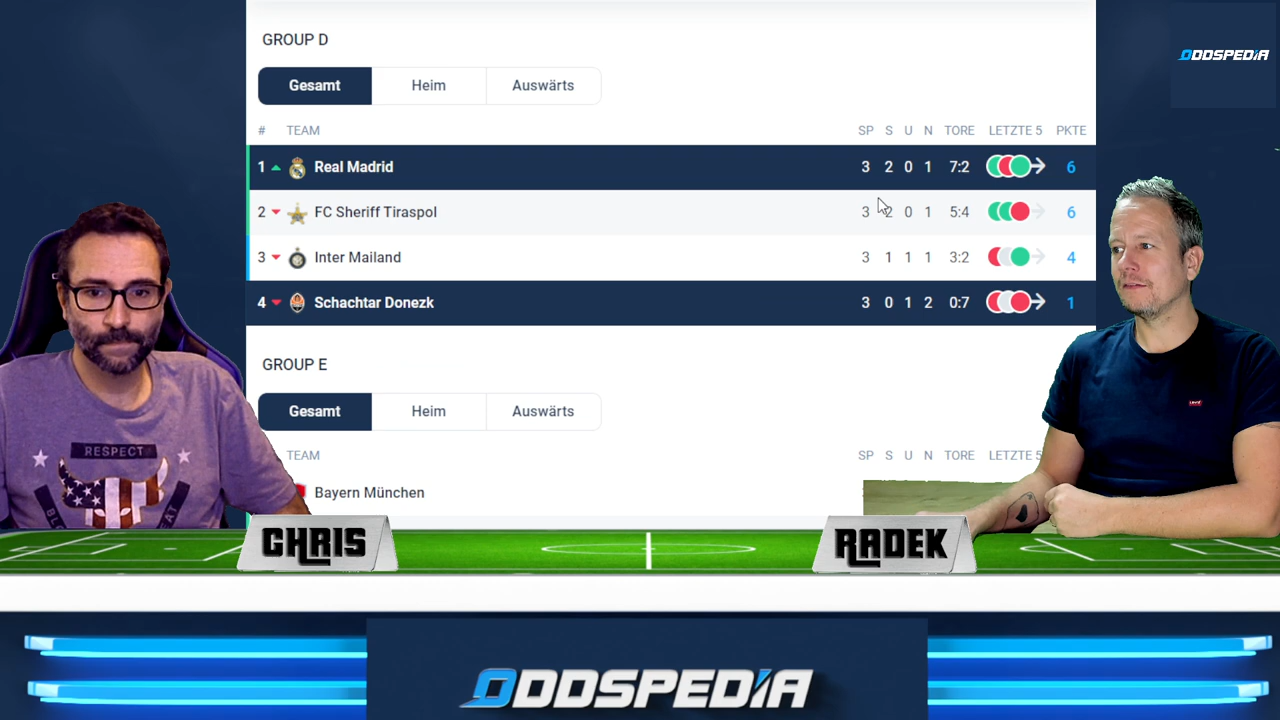 GROUP D
ODDSPEDIA
Gesamt Heim Auswärts
# TEAM SP S U N TORE LETZTE 5 PKTE
1 Real Madrid 3 2 0 1 7:2 6
2 FC Sheriff Tiraspol 3 2 0 1 5:4 6
3 Inter Mailand 3 1 1 1 3:2 4
4 Schachtar Donezk 3 0 1 2 0:7 1
GROUP E
Gesamt Heim Auswärts
TEAM SP S U N TORE LETZTE 5
Bayern München
RESPECT
CHRIS
RADEK
ODDSPEDIA